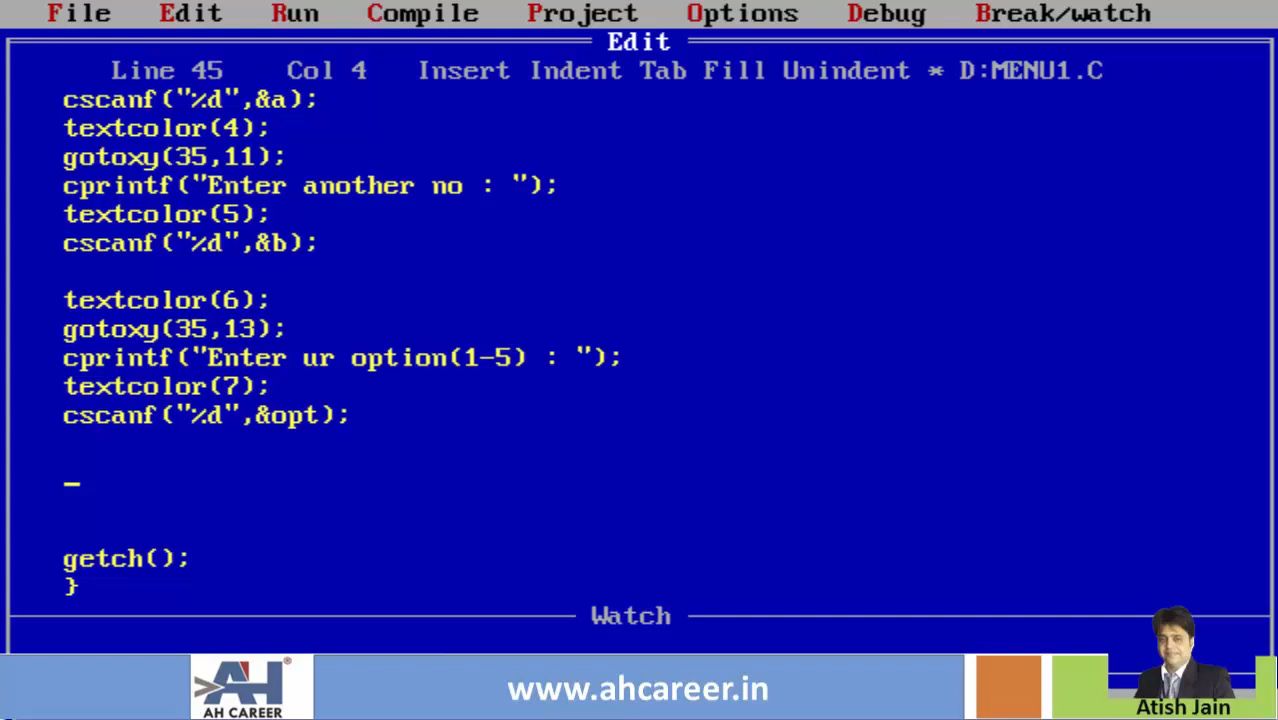 File Edit Run Compile Project Options Debug Break/watch
Edit
Line 45 Col 4 Insert Indent Tab Fill Unindent * D:MENU1.C
cscanf("%d",&a);
textcolor(4);
gotoxy(35,11);
cprintf("Enter another no : ");
textcolor(5);
cscanf("%d",&b);
textcolor(6);
gotoxy(35,13);
cprintf("Enter ur option(1-5) : ");
textcolor(7);
cscanf("%d",&opt);
getch();
}
Watch
AH ®
AH CAREER
www.ahcareer.in
Atish Jain